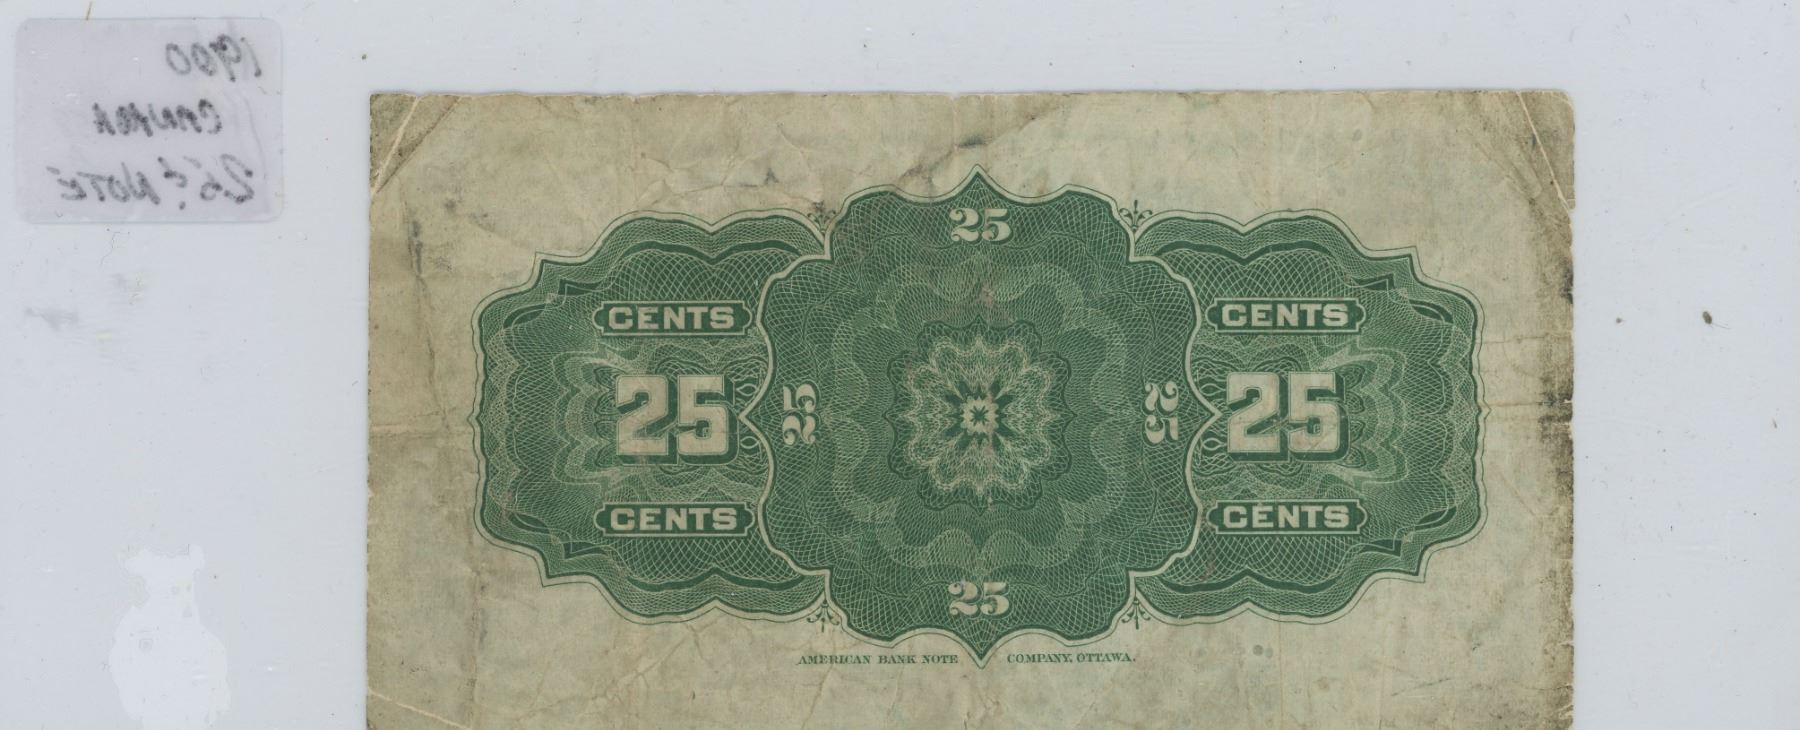 1900
CANADA
25¢ NOTE
25
CENTS CENTS
25 25 25 25
CENTS CENTS
25
AMERICAN BANK NOTE COMPANY, OTTAWA.